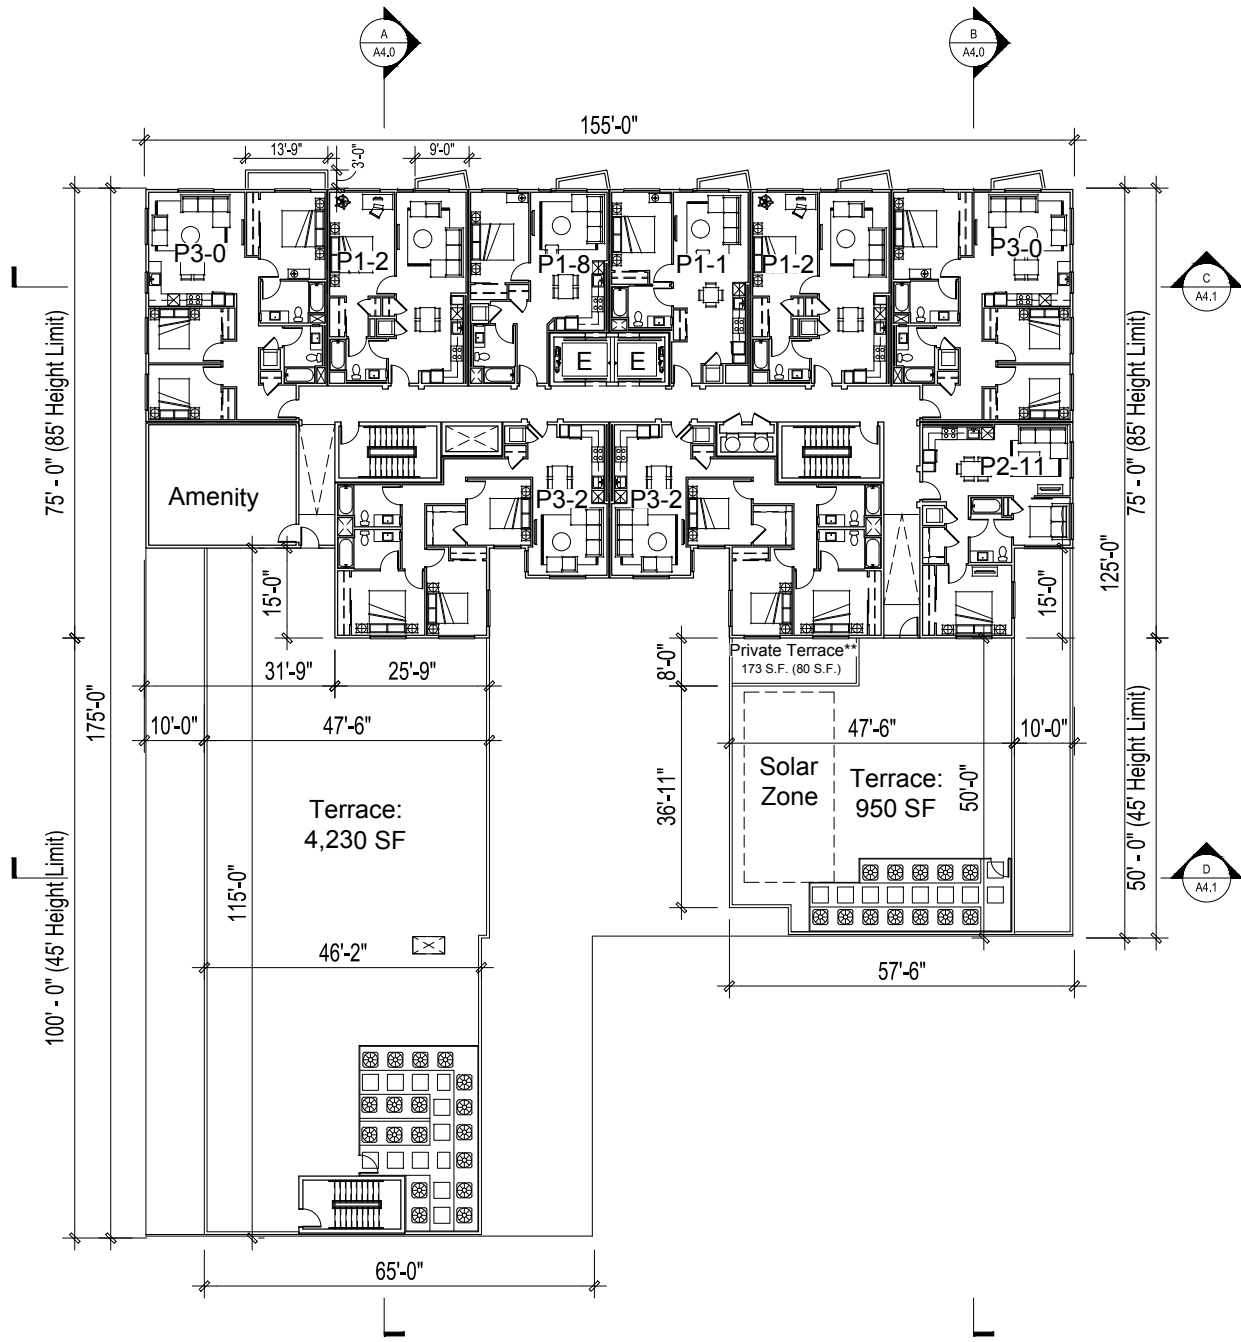 A
A4.0
B
A4.0
155'-0"
13'-9"
3'-0"
9'-0"
P3-0
P1-2
P1-8
P1-1
P1-2
P3-0
C
A4.1
E
E
75' - 0" (85' Height Limit)
75' - 0" (85' Height Limit)
Amenity
P3-2
P3-2
P2-11
125'-0"
15'-0"
15'-0"
Private Terrace**
173 S.F. (80 S.F.)
8'-0"
31'-9"
25'-9"
175'-0"
10'-0"
47'-6"
47'-6"
10'-0"
Solar
Zone
Terrace:
950 SF
50'-0"
36'-11"
Terrace:
4,230 SF
50' - 0" (45' Height Limit)
D
A4.1
100' - 0" (45' Height Limit)
115'-0"
46'-2"
57'-6"
65'-0"